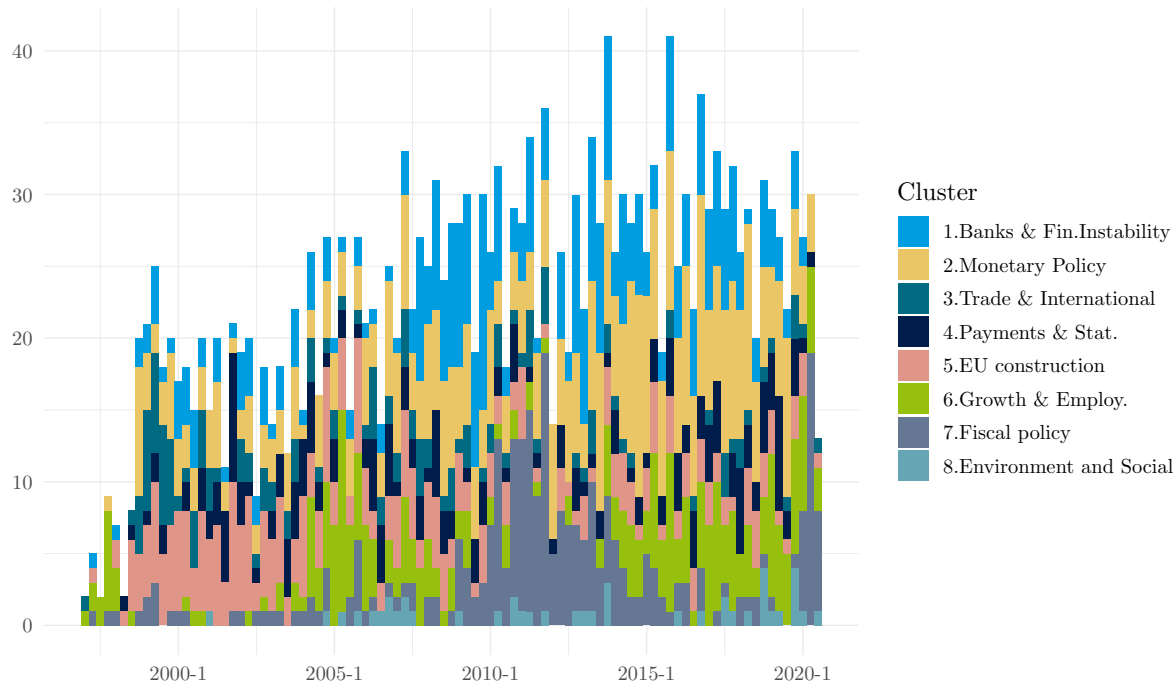 40
30
20
10
0
2000-1
2005-1
2010-1
2015-1
2020-1
Cluster
1.Banks & Fin.Instability
2.Monetary Policy
3.Trade & International
4.Payments & Stat.
5.EU construction
6.Growth & Employ.
7.Fiscal policy
8.Environment and Social